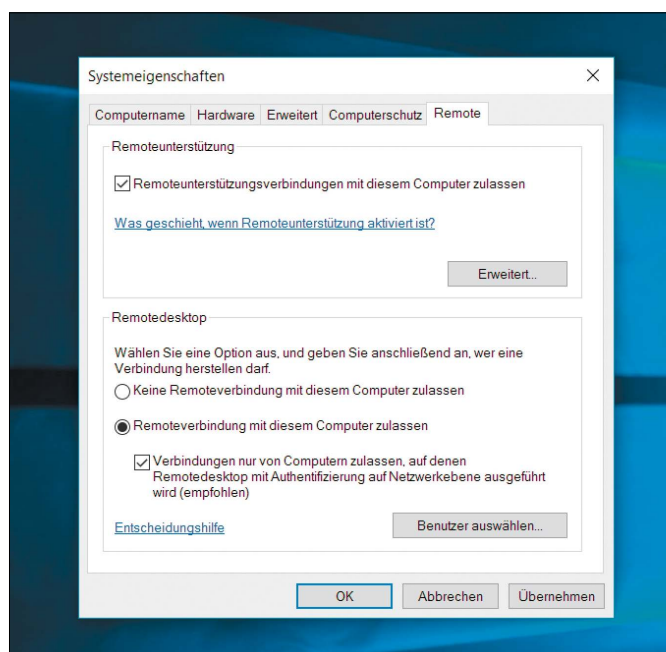 Systemeigenschaften
Computername Hardware Erweitert Computerschutz Remote
Remoteunterstützung
Remoteunterstützungsverbindungen mit diesem Computer zulassen
Was geschieht, wenn Remoteunterstützung aktiviert ist?
Erweitert...
Remotedesktop
Wählen Sie eine Option aus, und geben Sie anschließend an, wer eine
Verbindung herstellen darf.
Keine Remoteverbindung mit diesem Computer zulassen
Remoteverbindung mit diesem Computer zulassen
Verbindungen nur von Computern zulassen, auf denen
Remotedesktop mit Authentifizierung auf Netzwerkebene ausgeführt
wird (empfohlen)
Entscheidungshilfe
Benutzer auswählen...
OK Abbrechen Übernehmen